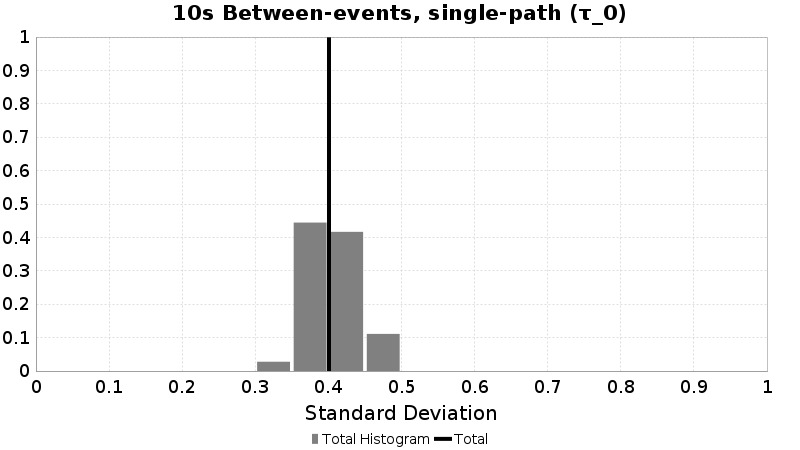 10s Between-events, single-path (τ_0)
1
0.9
0.8
0.7
0.6
0.5
0.4
0.3
0.2
0.1
0
0 0.1 0.2 0.3 0.4 0.5 0.6 0.7 0.8 0.9 1
Standard Deviation
Total Histogram Total